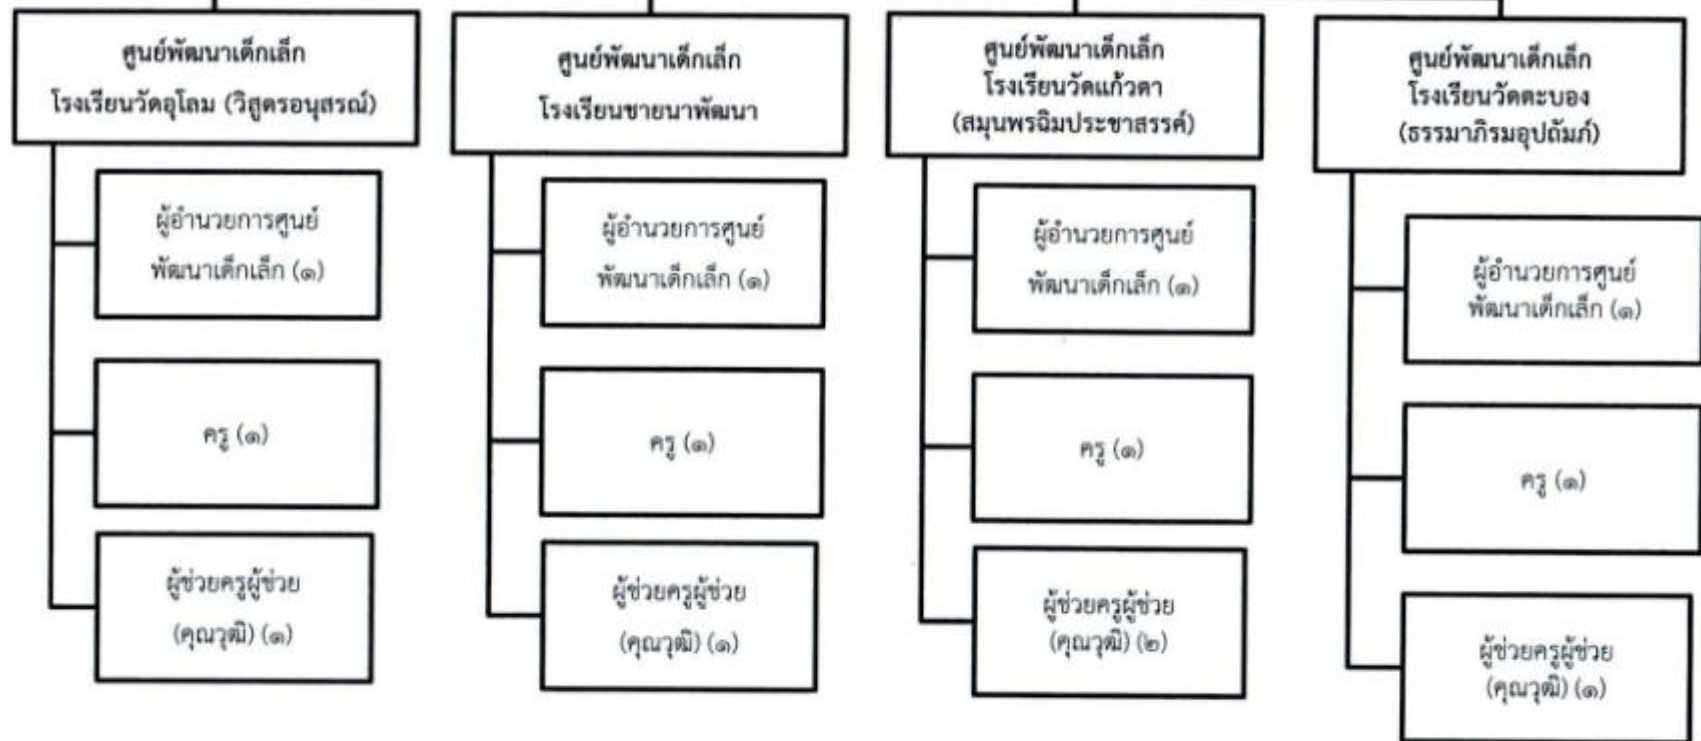 ศูนย์พัฒนาเด็กเล็ก
โรงเรียนวัดอุโลม (วิสูตรอนุสรณ์)
ผู้อำนวยการศูนย์
พัฒนาเด็กเล็ก (๑)
ครู (๑)
ผู้ช่วยครูผู้ช่วย
(คุณวุฒิ) (๑)
ศูนย์พัฒนาเด็กเล็ก
โรงเรียนชายนาพัฒนา
ผู้อำนวยการศูนย์
พัฒนาเด็กเล็ก (๑)
ครู (๑)
ผู้ช่วยครูผู้ช่วย
(คุณวุฒิ) (๑)
ศูนย์พัฒนาเด็กเล็ก
โรงเรียนวัดแก้วตา
(สมุนพรฉิมประชาสรรค์)
ผู้อำนวยการศูนย์
พัฒนาเด็กเล็ก (๑)
ครู (๑)
ผู้ช่วยครูผู้ช่วย
(คุณวุฒิ) (๒)
ศูนย์พัฒนาเด็กเล็ก
โรงเรียนวัดตะบอง
(ธรรมาภิรมอุปถัมภ์)
ผู้อำนวยการศูนย์
พัฒนาเด็กเล็ก (๑)
ครู (๑)
ผู้ช่วยครูผู้ช่วย
(คุณวุฒิ) (๑)